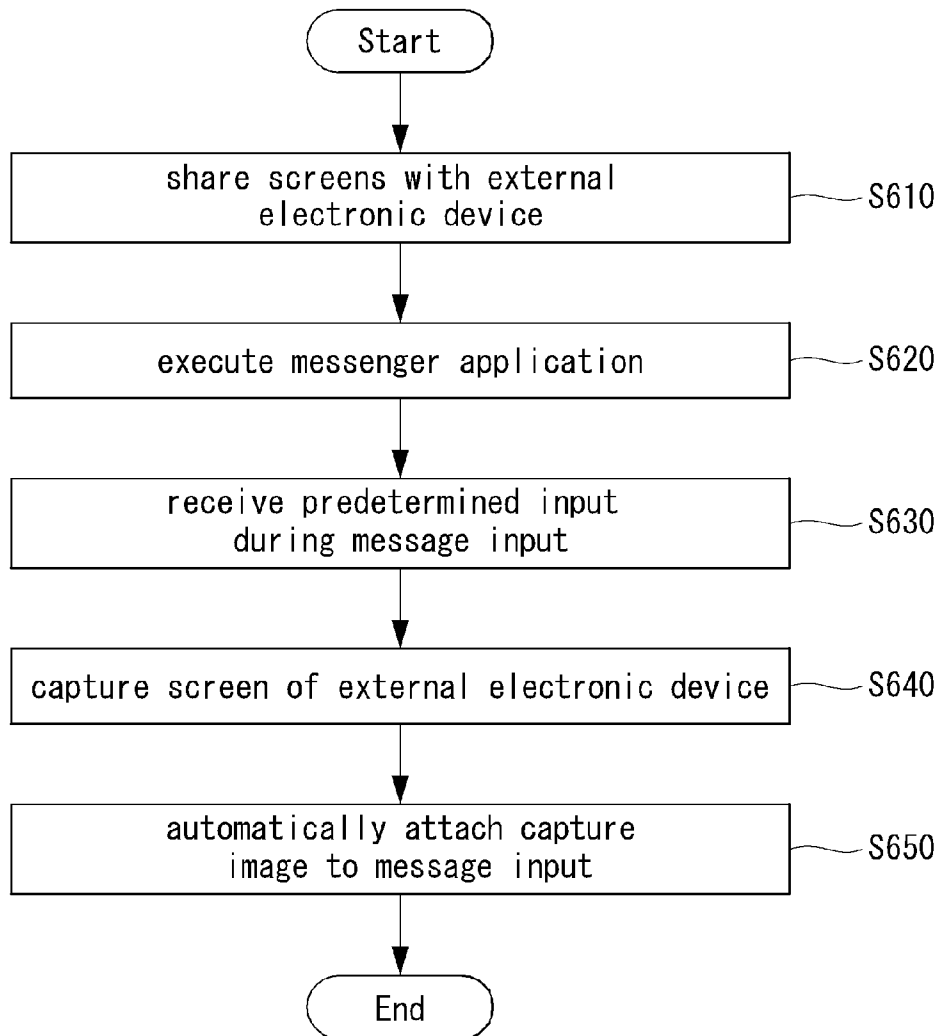 Start
share screens with external
electronic device
S610
execute messenger application
S620
receive predetermined input
during message input
S630
capture screen of external electronic device
S640
automatically attach capture
image to message input
S650
End